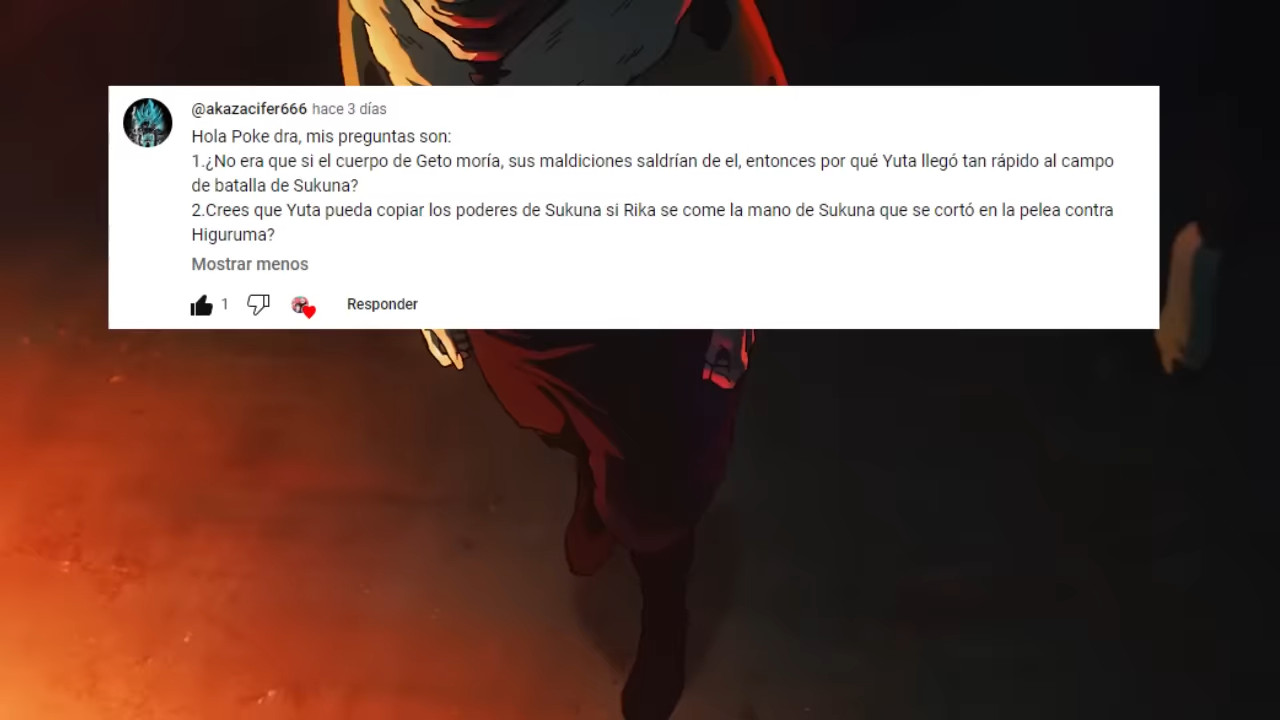 @akazacifer666 hace 3 días
Hola Poke dra, mis preguntas son:
1.¿No era que si el cuerpo de Geto moría, sus maldiciones saldrían de el, entonces por qué Yuta llegó tan rápido al campo
de batalla de Sukuna?
2.Crees que Yuta pueda copiar los poderes de Sukuna si Rika se come la mano de Sukuna que se cortó en la pelea contra
Higuruma?
Mostrar menos
1 Responder